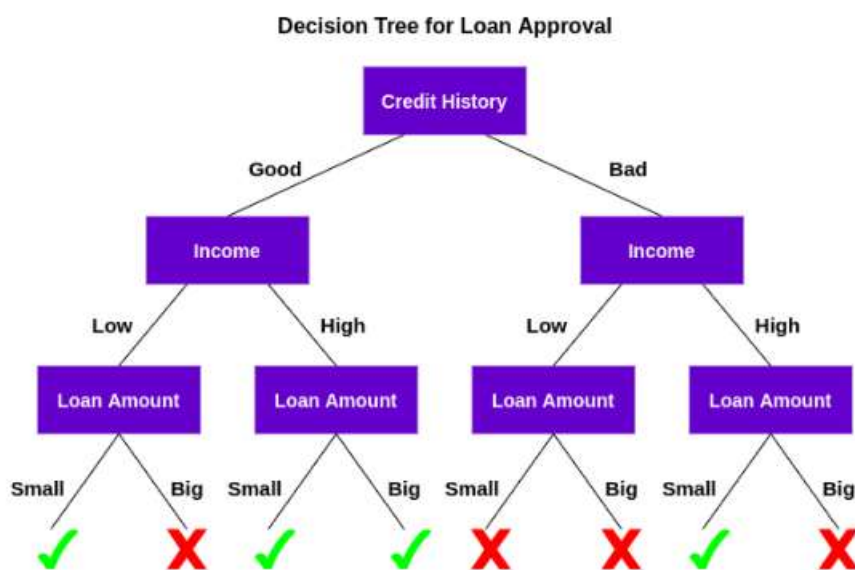 Decision Tree for Loan Approval
Credit History
Good
Bad
Income
Income
Low
High
Low
High
Loan Amount
Loan Amount
Loan Amount
Loan Amount
Small
Big
Small
Big
Small
Big
Small
Big